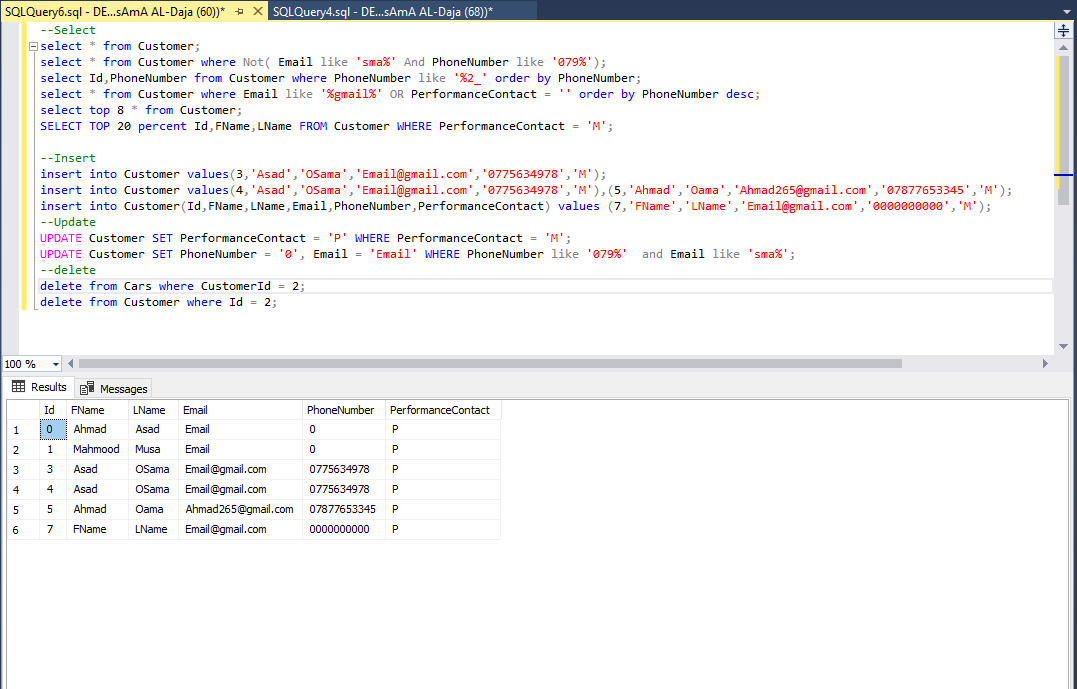 SQLQuery6.sql - DE...sAmA AL-Daja (60))* SQLQuery4.sql - DE...sAmA AL-Daja (68))*
--Select
select * from Customer;
select * from Customer where Not( Email like 'sma%' And PhoneNumber like '079%');
select Id,PhoneNumber from Customer where PhoneNumber like '%2_' order by PhoneNumber;
select * from Customer where Email like '%gmail%' OR PerformanceContact = '' order by PhoneNumber desc;
select top 8 * from Customer;
SELECT TOP 20 percent Id,FName,LName FROM Customer WHERE PerformanceContact = 'M';
--Insert
insert into Customer values(3,'Asad','OSama','Email@gmail.com','0775634978','M');
insert into Customer values(4,'Asad','OSama','Email@gmail.com','0775634978','M'),(5,'Ahmad','Oama','Ahmad265@gmail.com','07877653345','M');
insert into Customer(Id,FName,LName,Email,PhoneNumber,PerformanceContact) values (7,'FName','LName','Email@gmail.com','0000000000','M');
--Update
UPDATE Customer SET PerformanceContact = 'P' WHERE PerformanceContact = 'M';
UPDATE Customer SET PhoneNumber = '0', Email = 'Email' WHERE PhoneNumber like '079%'  and Email like 'sma%';
--delete
delete from Cars where CustomerId = 2;
delete from Customer where Id = 2;
100 %
Results Messages
Id FName LName Email PhoneNumber PerformanceContact
1 0 Ahmad Asad Email 0 P
2 1 Mahmood Musa Email 0 P
3 3 Asad OSama Email@gmail.com 0775634978 P
4 4 Asad OSama Email@gmail.com 0775634978 P
5 5 Ahmad Oama Ahmad265@gmail.com 07877653345 P
6 7 FName LName Email@gmail.com 0000000000 P